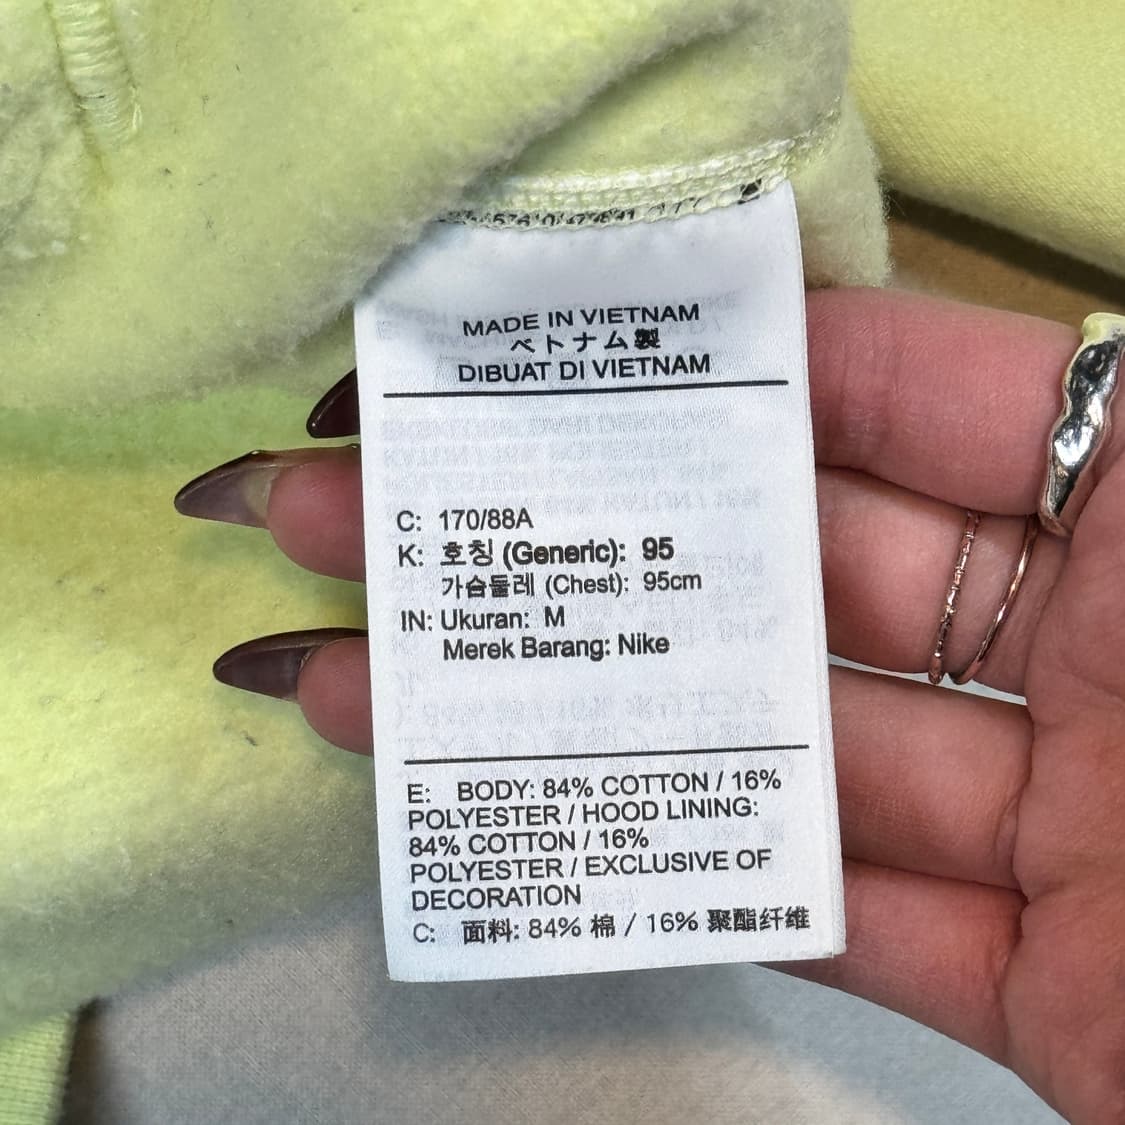 MADE IN VIETNAM
ベトナム製
DIBUAT DI VIETNAM
C: 170/88A
K: 호칭 (Generic): 95
가슴둘레 (Chest): 95cm
IN: Ukuran: M
Merek Barang: Nike
E: BODY: 84% COTTON / 16%
POLYESTER / HOOD LINING:
84% COTTON / 16%
POLYESTER / EXCLUSIVE OF
DECORATION
C: 面料: 84% 棉 / 16% 聚酯纤维